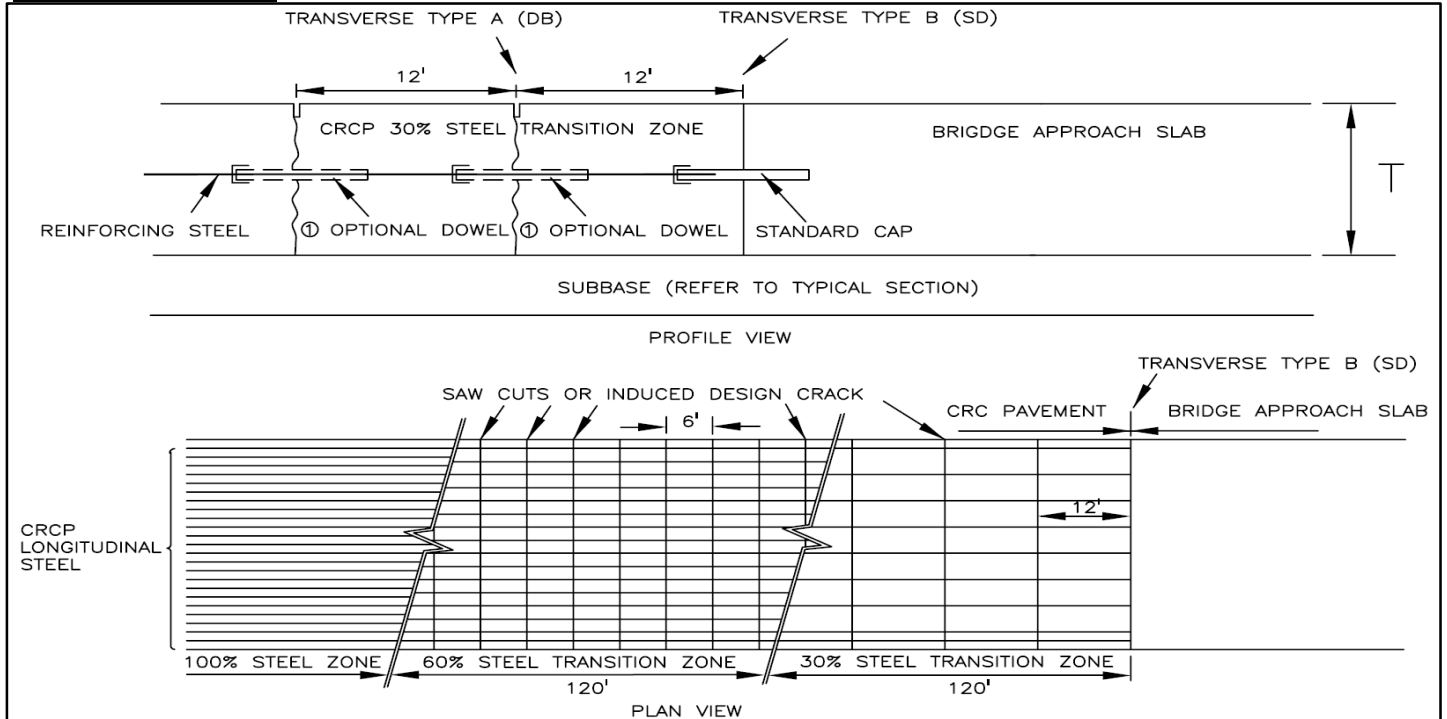 TRANSVERSE TYPE A (DB)
TRANSVERSE TYPE B (SD)
12'
12'
CRCP 30% STEEL TRANSITION ZONE
BRIGDGE APPROACH SLAB
T
REINFORCING STEEL
① OPTIONAL DOWEL
① OPTIONAL DOWEL
STANDARD CAP
SUBBASE (REFER TO TYPICAL SECTION)
PROFILE VIEW
TRANSVERSE TYPE B (SD)
SAW CUTS OR INDUCED DESIGN CRACK
CRC PAVEMENT
BRIDGE APPROACH SLAB
6'
12'
CRCP
LONGITUDINAL
STEEL
100% STEEL ZONE
60% STEEL TRANSITION ZONE
30% STEEL TRANSITION ZONE
120'
120'
PLAN VIEW